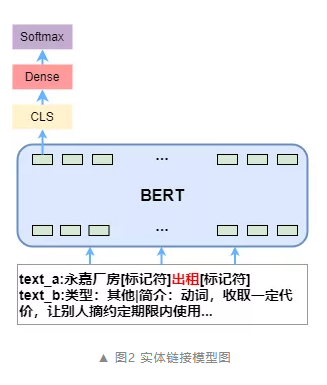 Softmax
Dense
CLS
...
BERT
...
text_a:永嘉厂房[标记符]出租[标记符]
text_b:类型：其他|简介：动词，收取一定代
价，让别人摘约定期限内使用...
▲ 图2 实体链接模型图